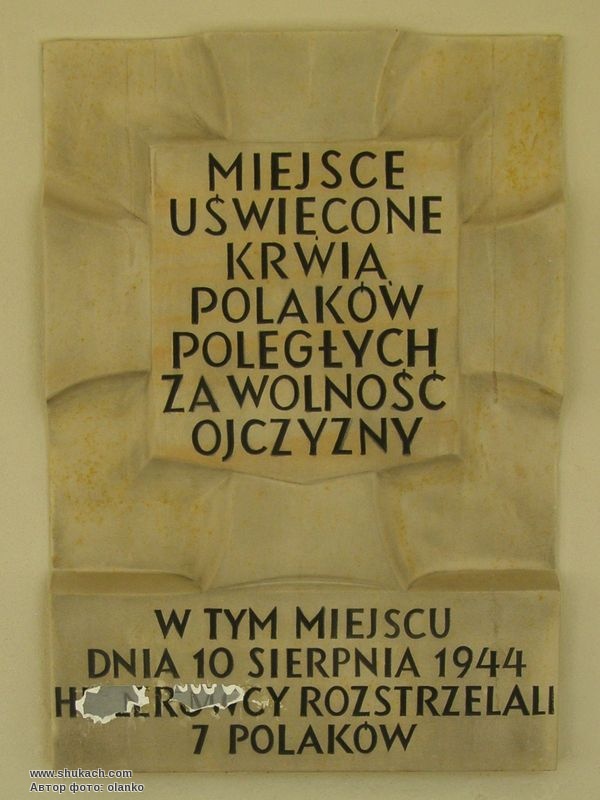 MIEJSCE
UŚWIĘCONE
KRWIĄ
POLAKÓW
POLEGŁYCH
ZA WOLNOŚĆ
OJCZYZNY
W TYM MIEJSCU
DNIA 10 SIERPNIA 1944
ROZSTRZELALI
7 POLAKÓW
www.shukach.com
Автор фото: olanko